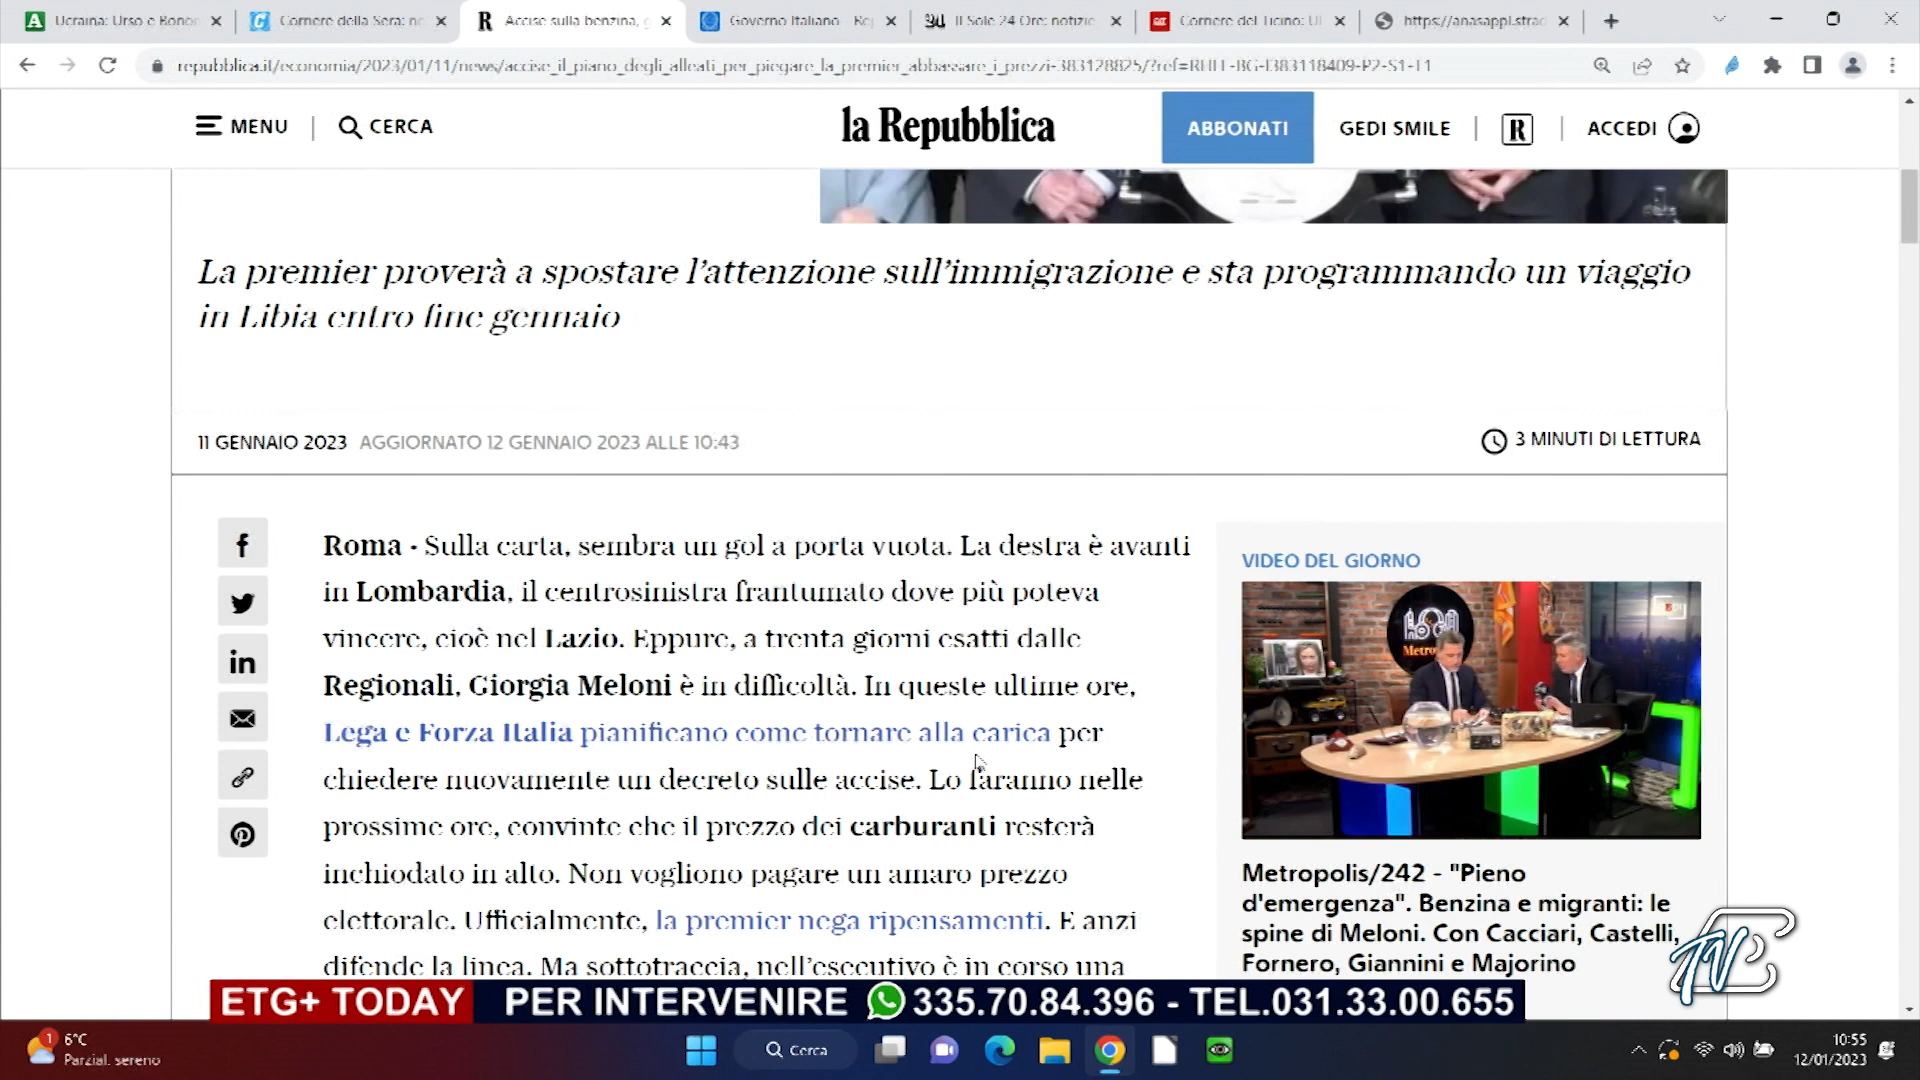 Ucraina: Urso e Bonor
Corriere della Sera: no
Accise sulla benzina, g
Governo Italiano - Re
Il Sole 24 Ore: notizie
Corriere del Ticino: Ul
https://anasappl.strad
repubblica.it/economia/2023/01/11/news/accise_il_piano_degli_alleati_per_piegare_la_premier_abbassare_i_prezzi-383128825/?ref=RHLF-BG-I383118409-P2-S1-T1
MENU
CERCA
la Repubblica
ABBONATI
GEDI SMILE
R
ACCEDI
La premier proverà a spostare l'attenzione sull'immigrazione e sta programmando un viaggio
in Libia entro fine gennaio
11 GENNAIO 2023 AGGIORNATO 12 GENNAIO 2023 ALLE 10:43
3 MINUTI DI LETTURA
Roma - Sulla carta, sembra un gol a porta vuota. La destra è avanti
in Lombardia, il centrosinistra frantumato dove più poteva
vincere, cioè nel Lazio. Eppure, a trenta giorni esatti dalle
Regionali, Giorgia Meloni è in difficoltà. In queste ultime ore,
Lega e Forza Italia pianificano come tornare alla carica per
chiedere nuovamente un decreto sulle accise. Lo faranno nelle
prossime ore, convinte che il prezzo dei carburanti resterà
inchiodato in alto. Non vogliono pagare un amaro prezzo
elettorale. Ufficialmente, la premier nega ripensamenti. E anzi
difende la linea. Ma sottotraccia, nell'esecutivo è in corso una
VIDEO DEL GIORNO
Metropolis/242 - "Pieno
d'emergenza". Benzina e migranti: le
spine di Meloni. Con Cacciari, Castelli,
Fornero, Giannini e Majorino
ETG+ TODAY
PER INTERVENIRE 335.70.84.396 - TEL.031.33.00.655
1
6°C
Parzial. sereno
Cerca
10:55
12/01/2023